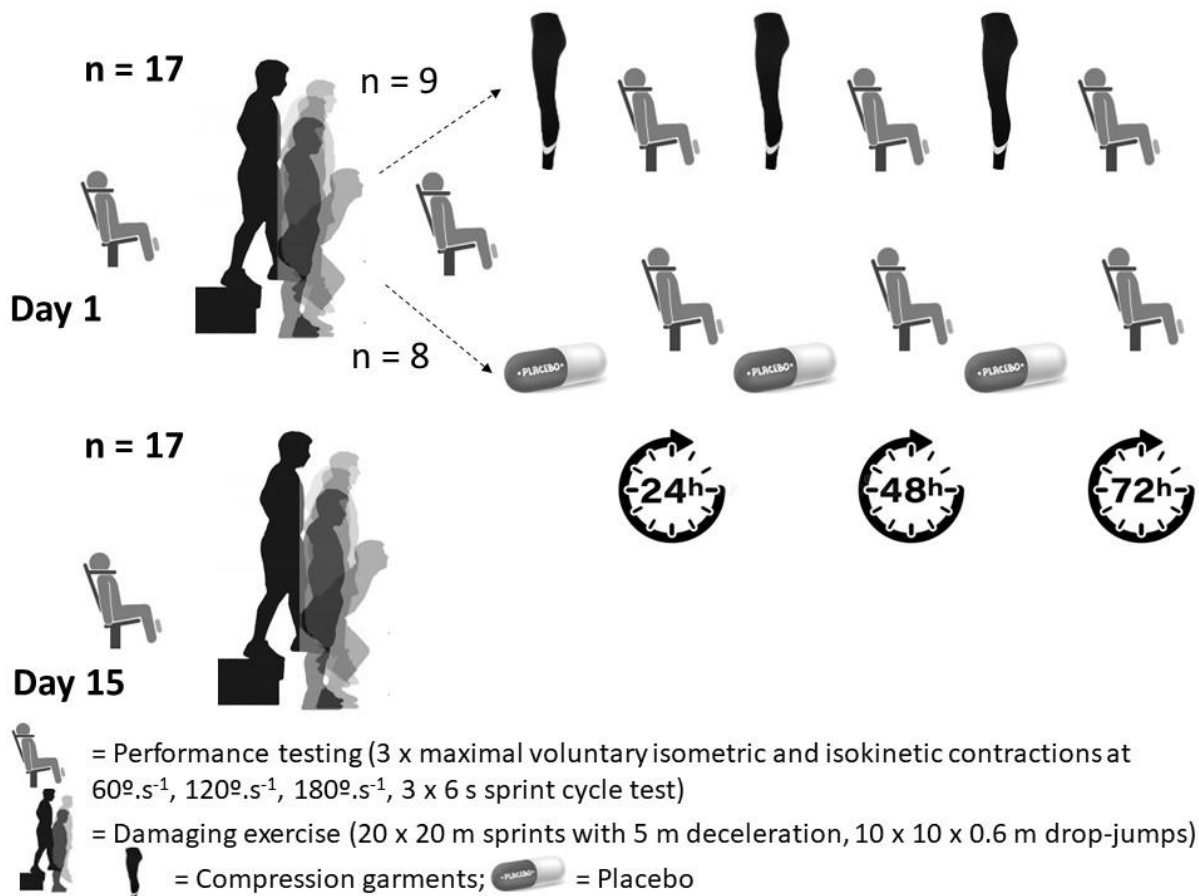 n = 17
n = 9
Day 1
n = 8
•PLACEBO•
•PLACEBO•
•PLACEBO•
n = 17
24h
48h
72h
Day 15
= Performance testing (3 x maximal voluntary isometric and isokinetic contractions at
60º.s⁻¹, 120º.s⁻¹, 180º.s⁻¹, 3 x 6 s sprint cycle test)
= Damaging exercise (20 x 20 m sprints with 5 m deceleration, 10 x 10 x 0.6 m drop-jumps)
= Compression garments; •PLACEBO• = Placebo